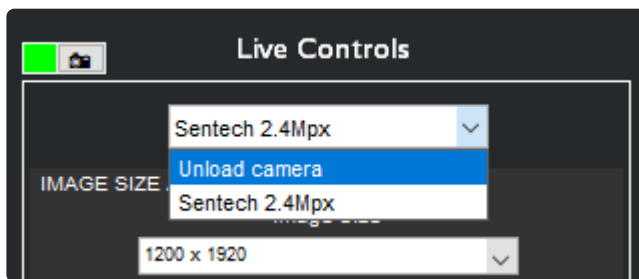 Live Controls
Sentech 2.4Mpx
Unload camera
IMAGE SIZE
Sentech 2.4Mpx
1200 x 1920